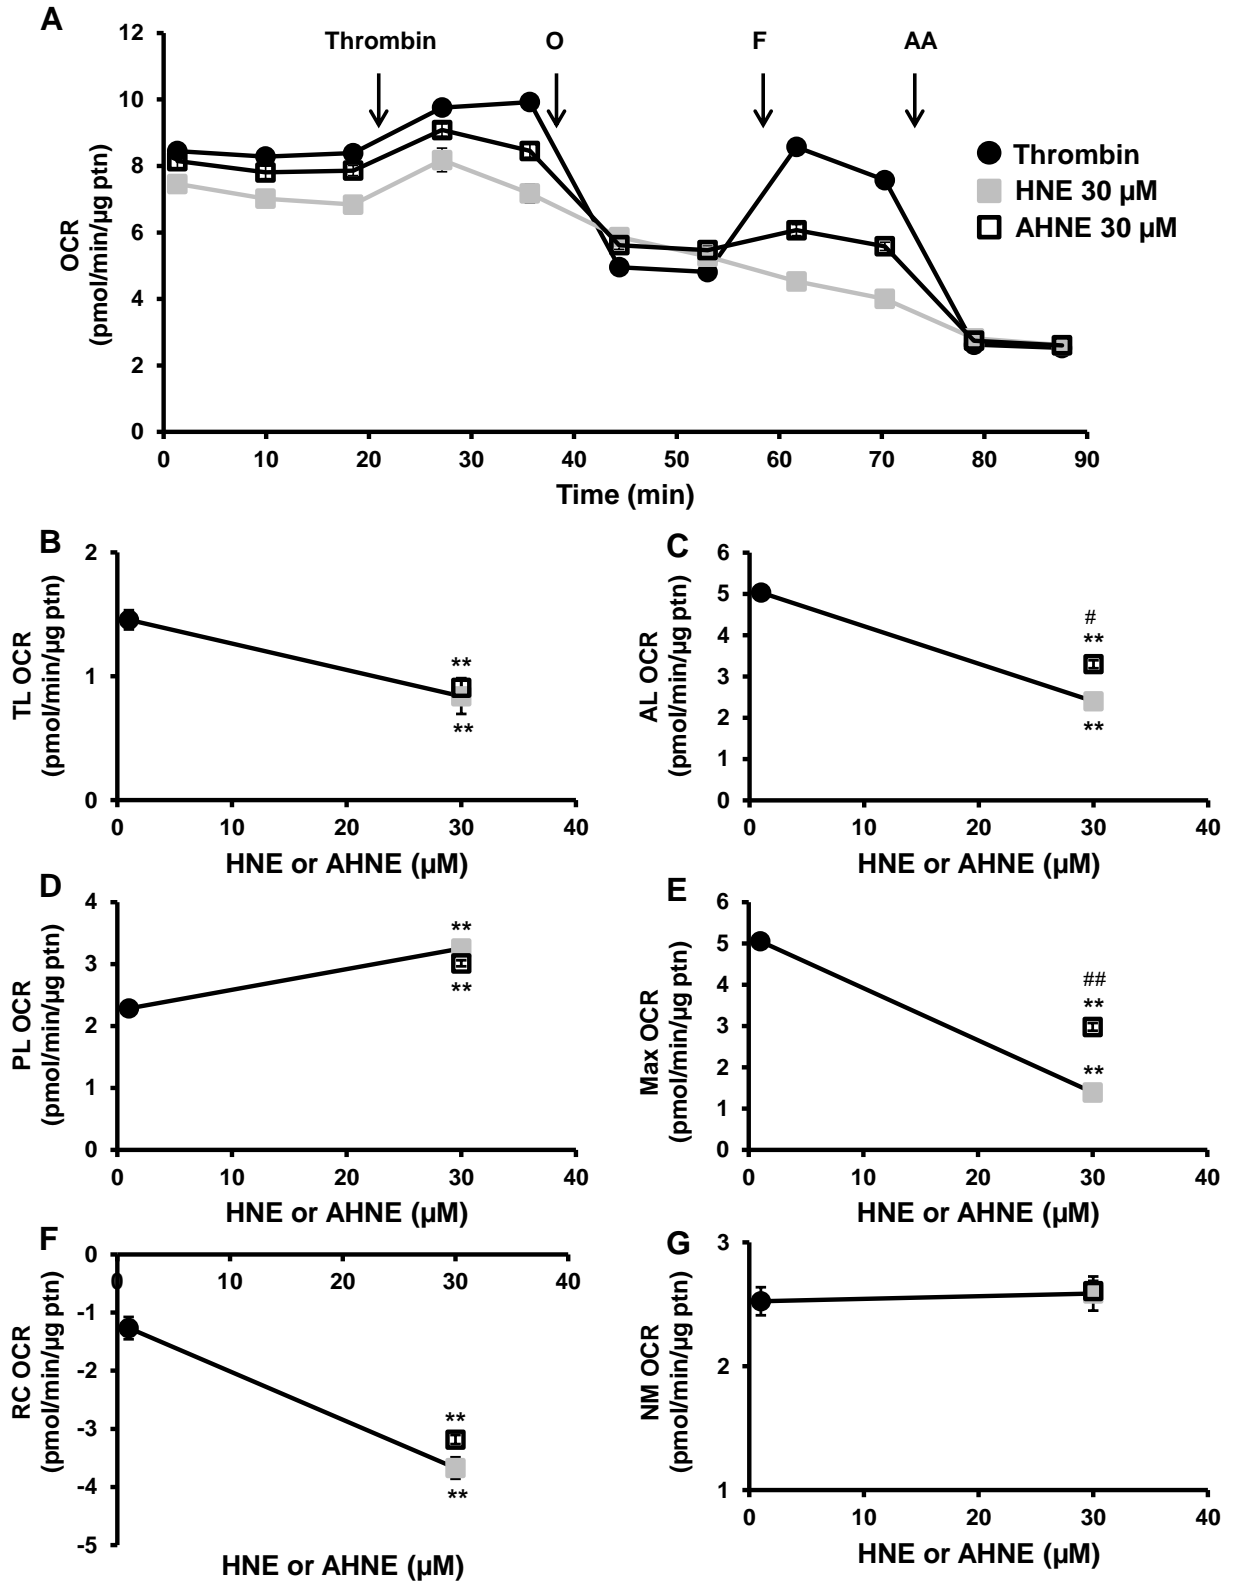 A
12
10
8
6
4
2
0
OCR
(pmol/min/µg ptn)
Thrombin
O
F
AA
Thrombin
HNE 30 µM
AHNE 30 µM
0 10 20 30 40 50 60 70 80 90
Time (min)
B
2
1
0
TL OCR
(pmol/min/µg ptn)
**
**
0 10 20 30 40
HNE or AHNE (µM)
C
6
5
4
3
2
1
0
AL OCR
(pmol/min/µg ptn)
#
**
**
0 10 20 30 40
HNE or AHNE (µM)
D
4
3
2
1
0
PL OCR
(pmol/min/µg ptn)
**
**
0 10 20 30 40
HNE or AHNE (µM)
E
6
5
4
3
2
1
0
Max OCR
(pmol/min/µg ptn)
##
**
**
0 10 20 30 40
HNE or AHNE (µM)
F
0
-1
-2
-3
-4
-5
RC OCR
(pmol/min/µg ptn)
0 10 20 30 40
**
**
HNE or AHNE (µM)
G
3
2
1
NM OCR
(pmol/min/µg ptn)
0 10 20 30 40
HNE or AHNE (µM)